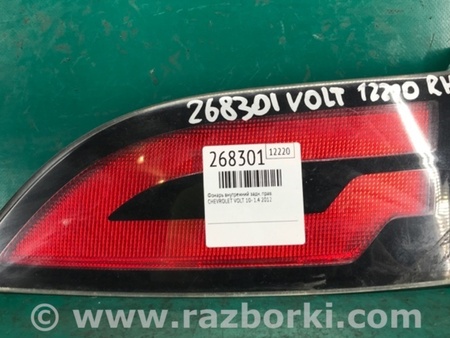 268301 VOLT 12220 RH
268301 12220
Фонарь внутренний задн. прав
CHEVROLET VOLT 10- 1.4 2012
© www.razborki.com